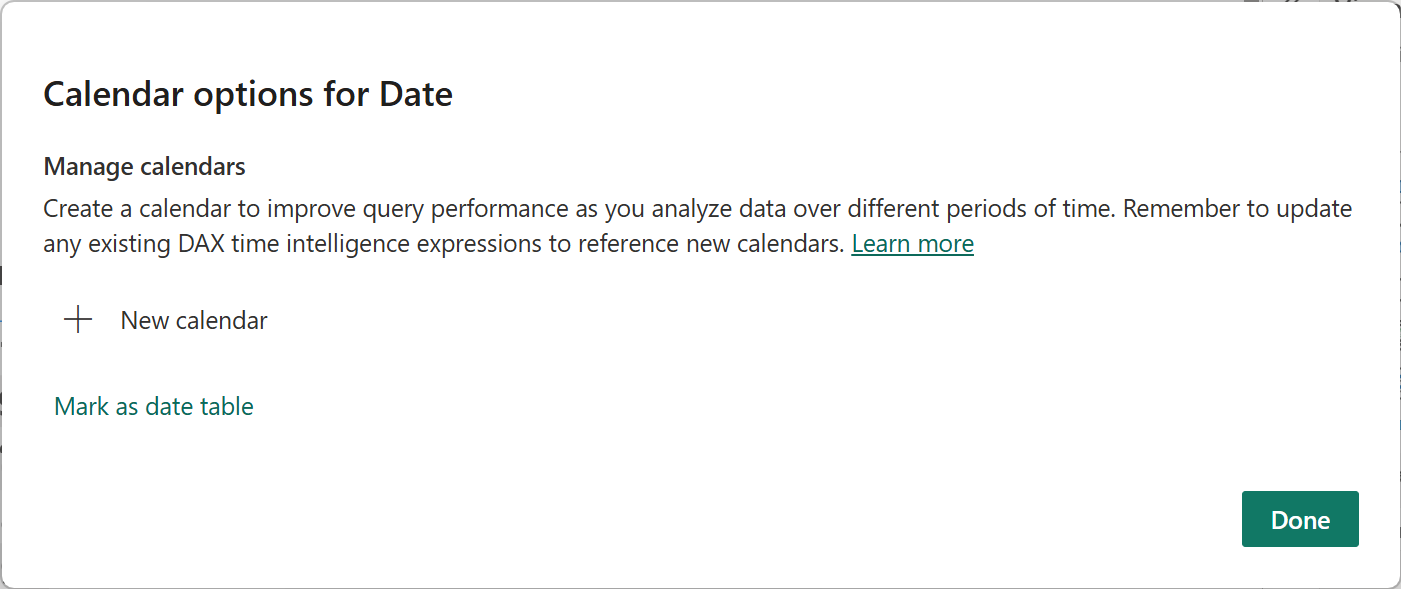 Calendar options for Date
Manage calendars
Create a calendar to improve query performance as you analyze data over different periods of time. Remember to update
any existing DAX time intelligence expressions to reference new calendars. Learn more
New calendar
Mark as date table
Done